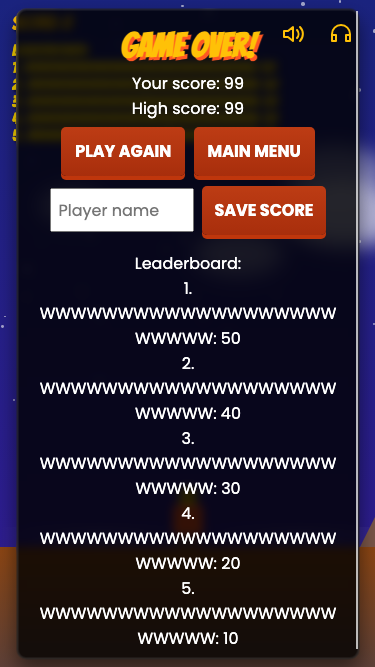 GAME OVER!
Your score: 99
High score: 99
PLAY AGAIN
MAIN MENU
Player name
SAVE SCORE
Leaderboard:
1.
WWWWWWWWWWWWWWWWWWWW
WWWWW: 50
2.
WWWWWWWWWWWWWWWWWWWW
WWWWW: 40
3.
WWWWWWWWWWWWWWWWWWWW
WWWWW: 30
4.
WWWWWWWWWWWWWWWWWWWW
WWWWW: 20
5.
WWWWWWWWWWWWWWWWWWWW
WWWWW: 10